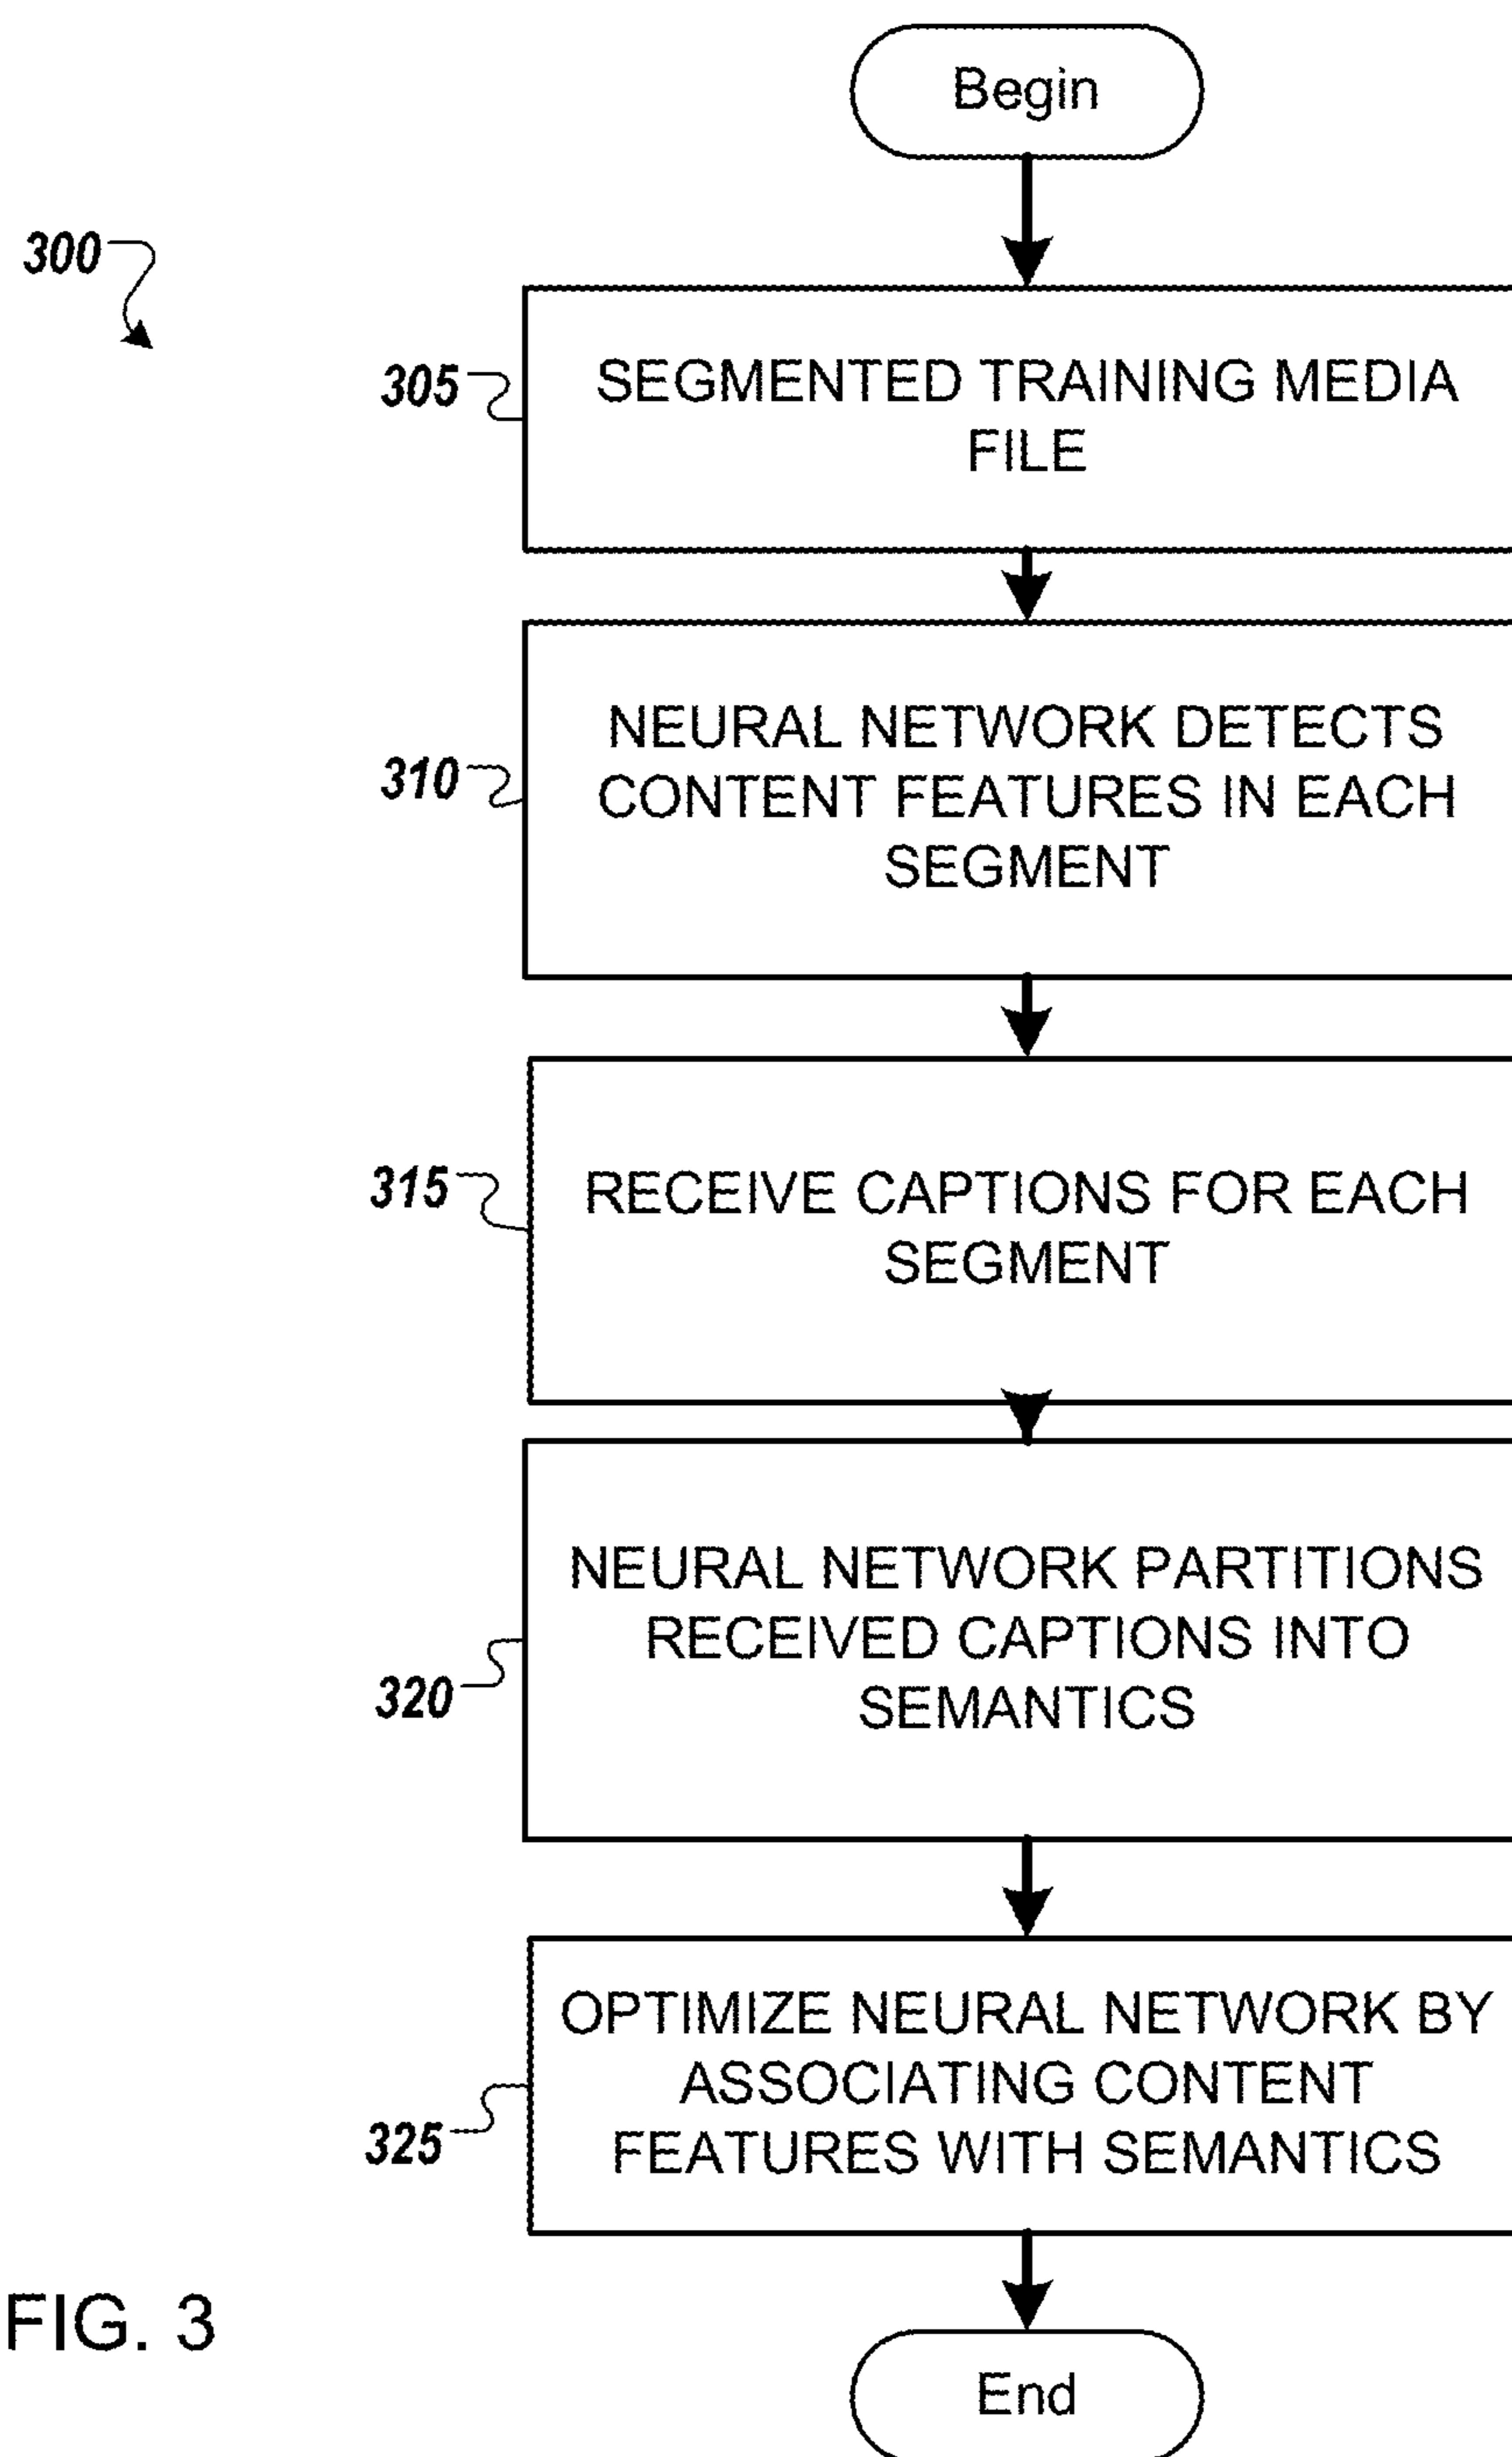 Begin
300
305
SEGMENTED TRAINING MEDIA
FILE
310
NEURAL NETWORK DETECTS
CONTENT FEATURES IN EACH
SEGMENT
315
RECEIVE CAPTIONS FOR EACH
SEGMENT
320
NEURAL NETWORK PARTITIONS
RECEIVED CAPTIONS INTO
SEMANTICS
325
OPTIMIZE NEURAL NETWORK BY
ASSOCIATING CONTENT
FEATURES WITH SEMANTICS
FIG. 3
End